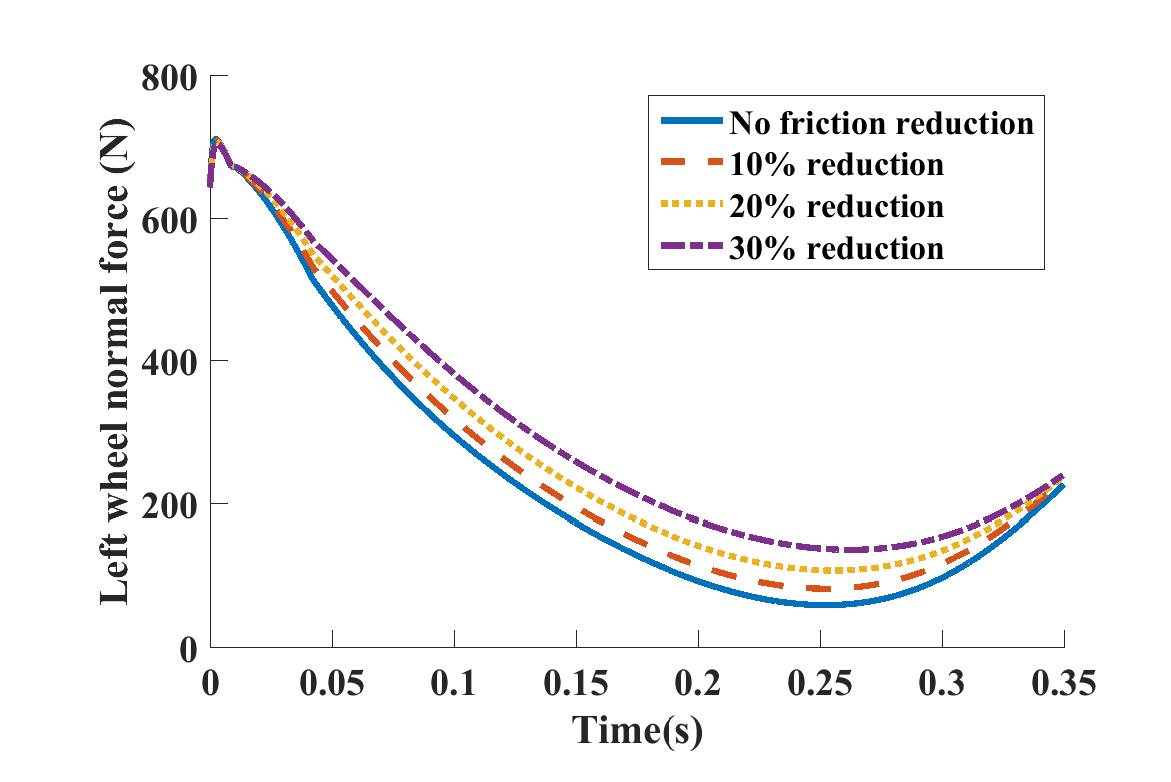 800
600
400
200
0
Left wheel normal force (N)
No friction reduction
10% reduction
20% reduction
30% reduction
0 0.05 0.1 0.15 0.2 0.25 0.3 0.35
Time(s)